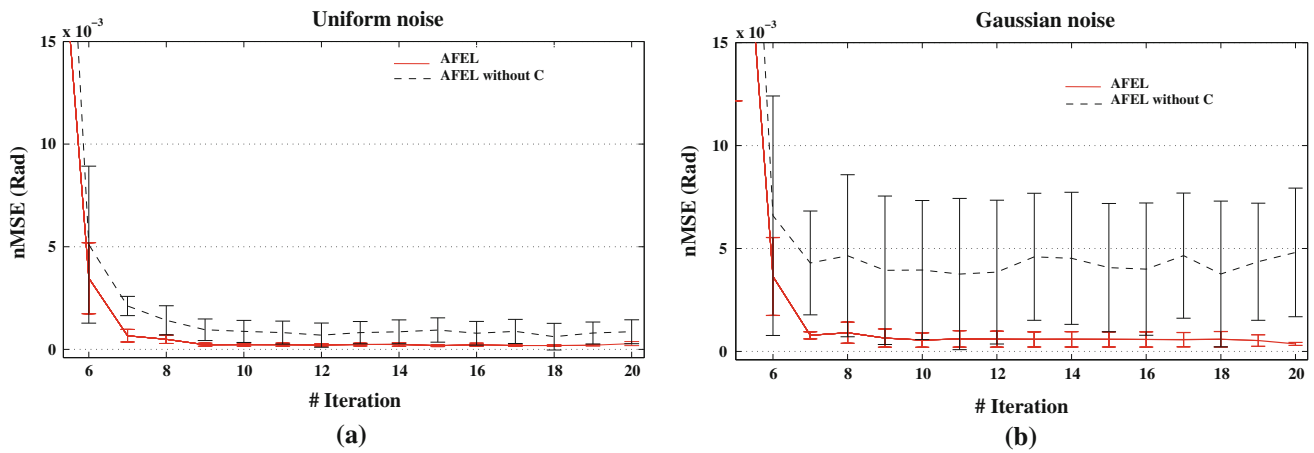 Uniform noise
x 10⁻³
15
10
5
0
nMSE (Rad)
AFEL
AFEL without C
6 8 10 12 14 16 18 20
# Iteration
(a)
Gaussian noise
x 10⁻³
15
10
5
0
nMSE (Rad)
AFEL
AFEL without C
6 8 10 12 14 16 18 20
# Iteration
(b)